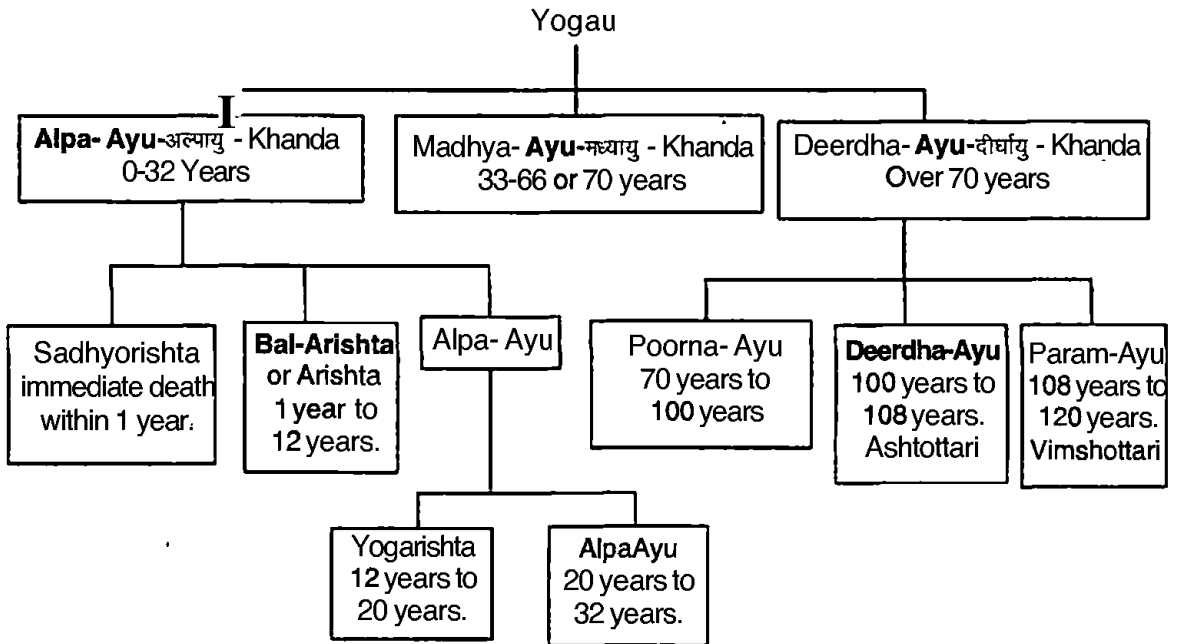 Yogau
Alpa- Ayu-अल्पायु - Khanda
0-32 Years
Madhya- Ayu-मध्यायु - Khanda
33-66 or 70 years
Deerdha- Ayu-दीर्घायु - Khanda
Over 70 years
Sadhyorishta
immediate death
within 1 year.
Bal-Arishta
or Arishta
1 year to
12 years.
Alpa- Ayu
Poorna- Ayu
70 years to
100 years
Deerdha-Ayu
100 years to
108 years.
Ashtottari
Param-Ayu
108 years to
120 years.
Vimshottari
Yogarishta
12 years to
20 years.
AlpaAyu
20 years to
32 years.